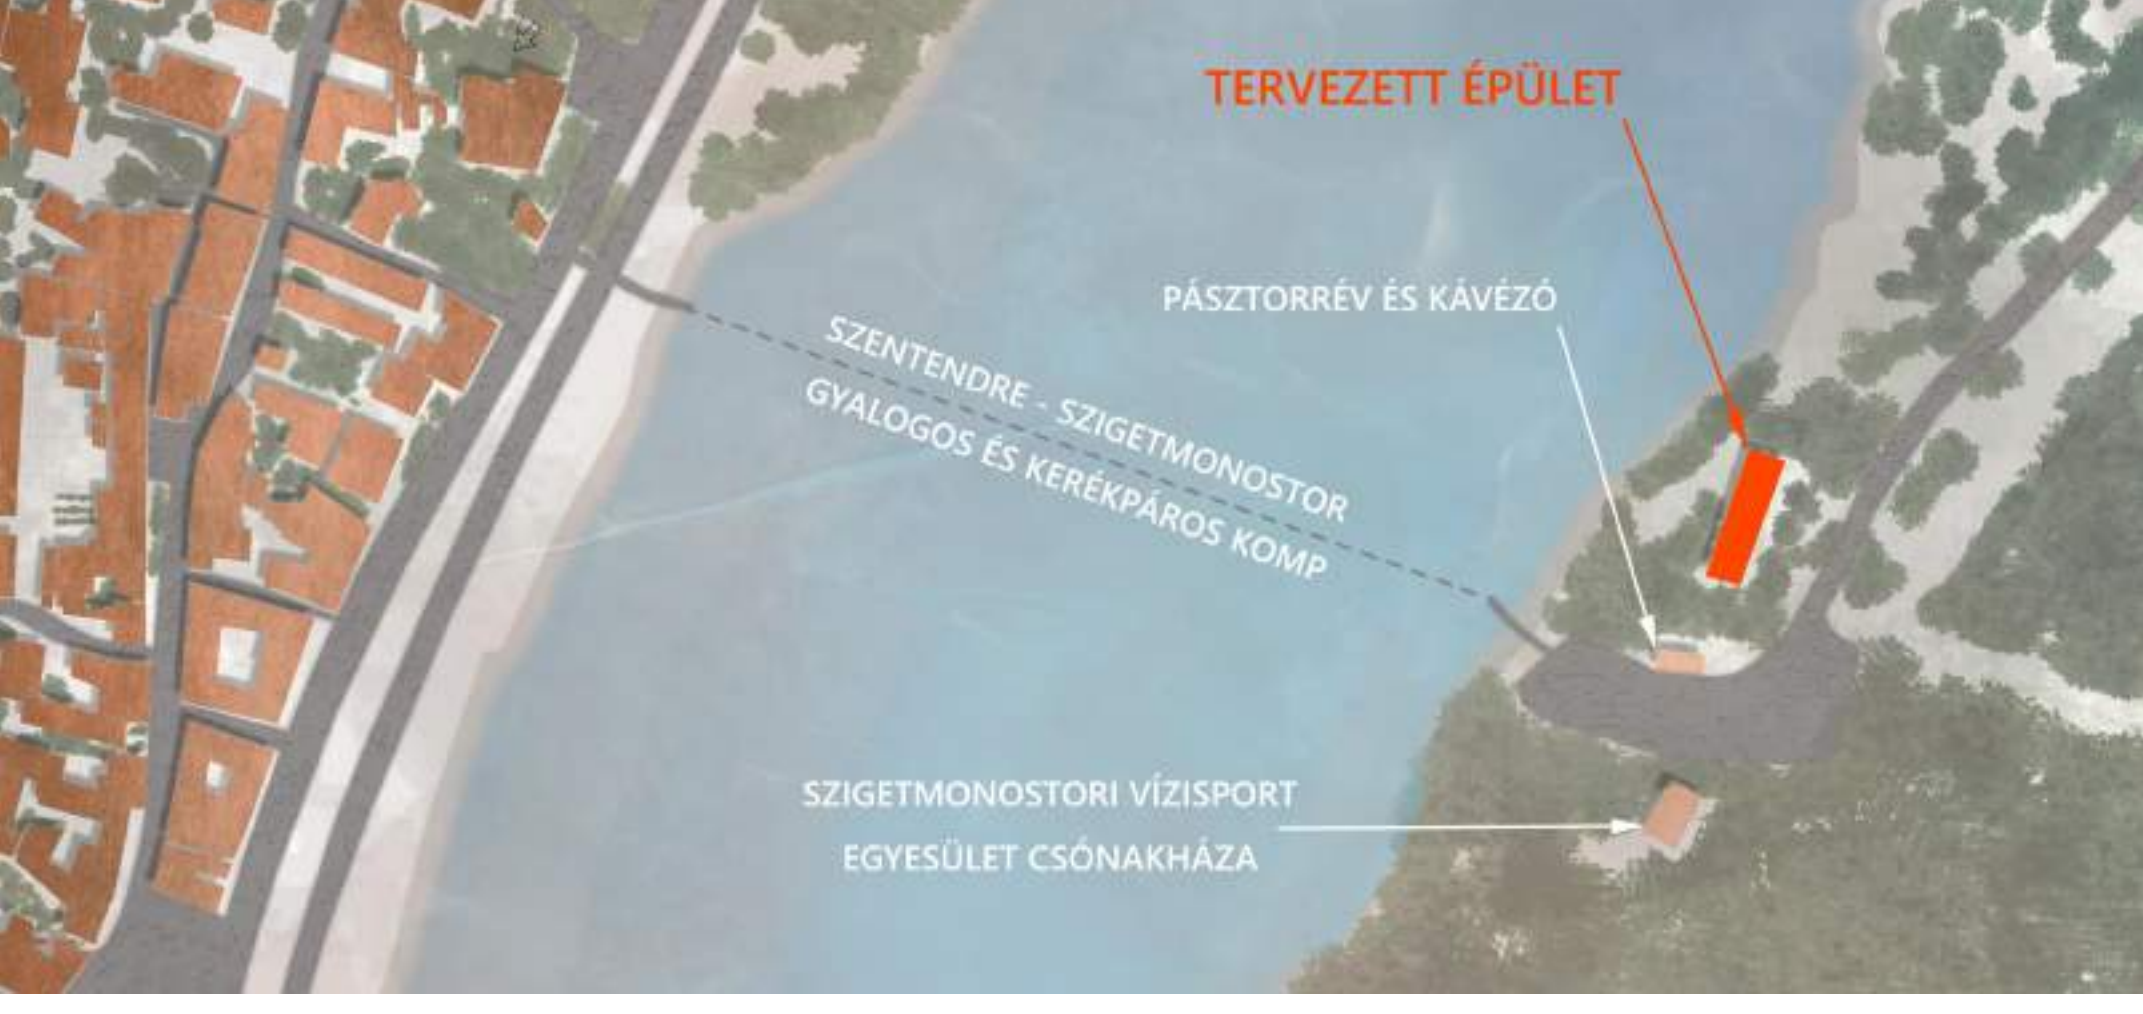 TERVEZETT ÉPÜLET
PÁSZTORRÉV ÉS KÁVÉZÓ
SZENTENDRE - SZIGETMONOSTOR
GYALOGOS ÉS KERÉKPÁROS KOMP
SZIGETMONOSTORI VÍZISPORT
EGYESÜLET CSÓNAKHÁZA